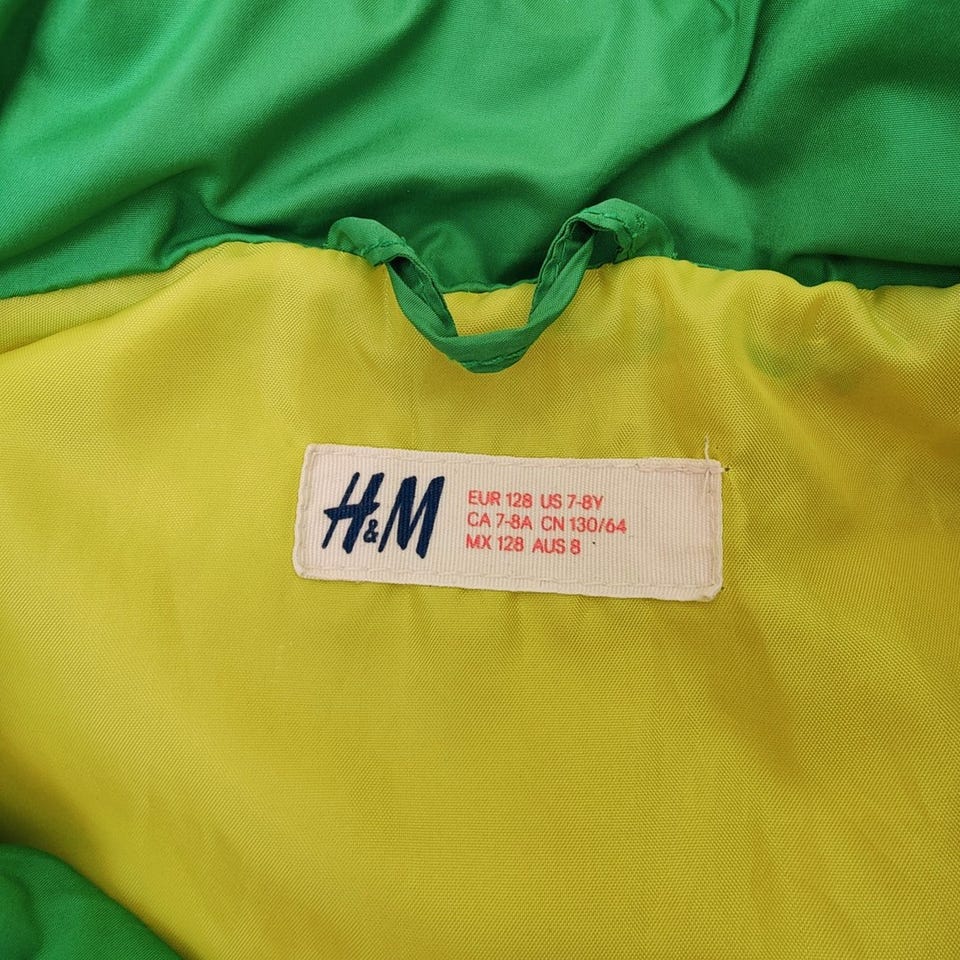 H&M
EUR 128 US 7-8Y
CA 7-8A CN 130/64
MX 128 AUS 8